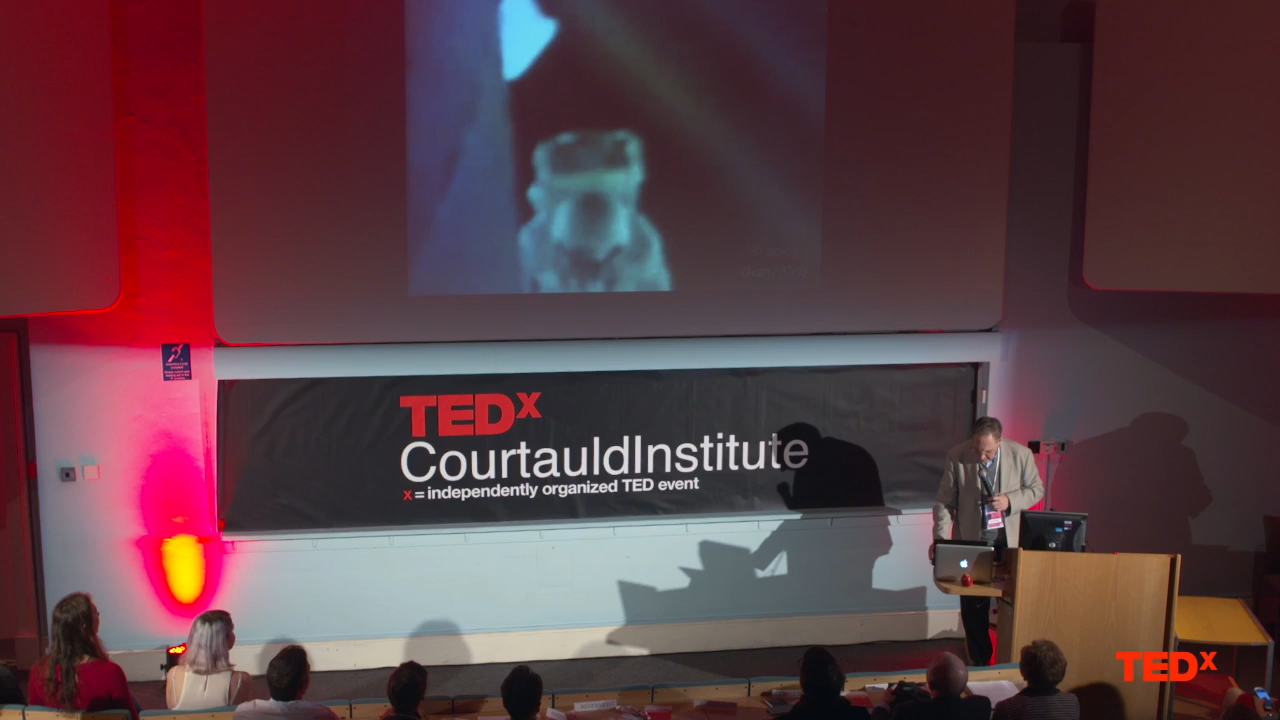 TEDx
CourtauldInstitute
x = independently organized TED event
TEDx